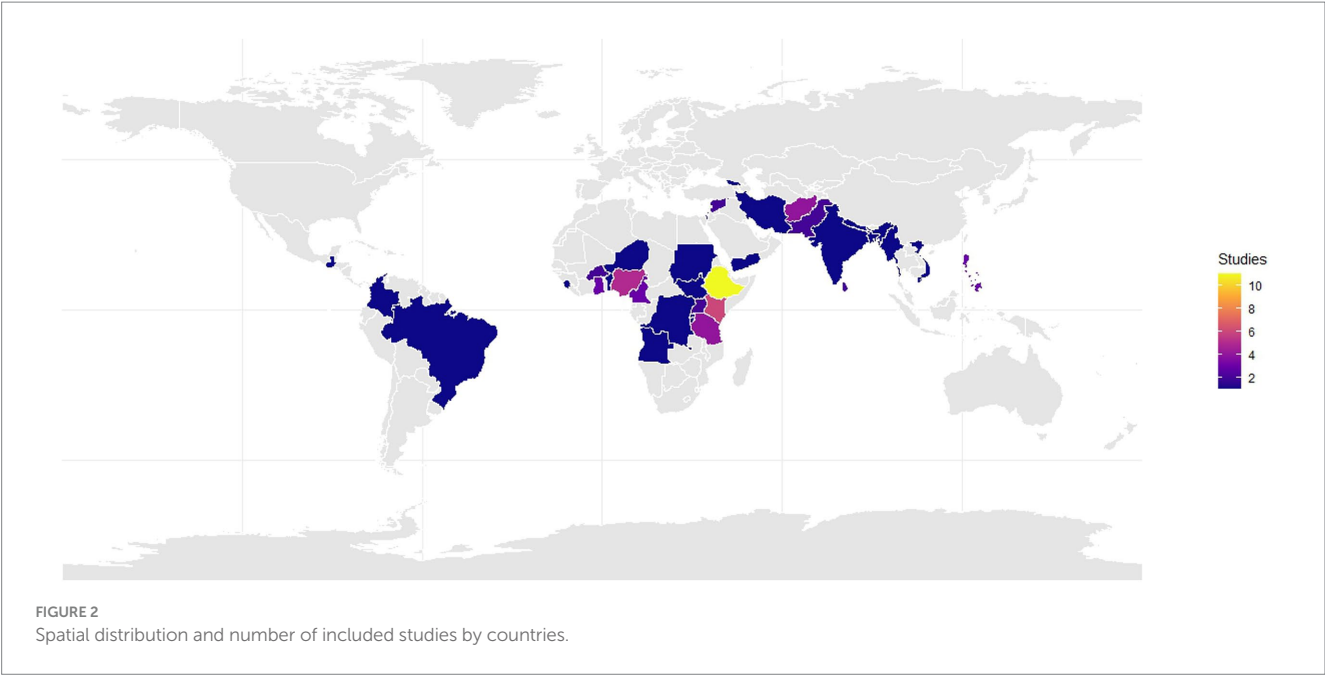 Studies
10
8
6
4
2
FIGURE 2
Spatial distribution and number of included studies by countries.